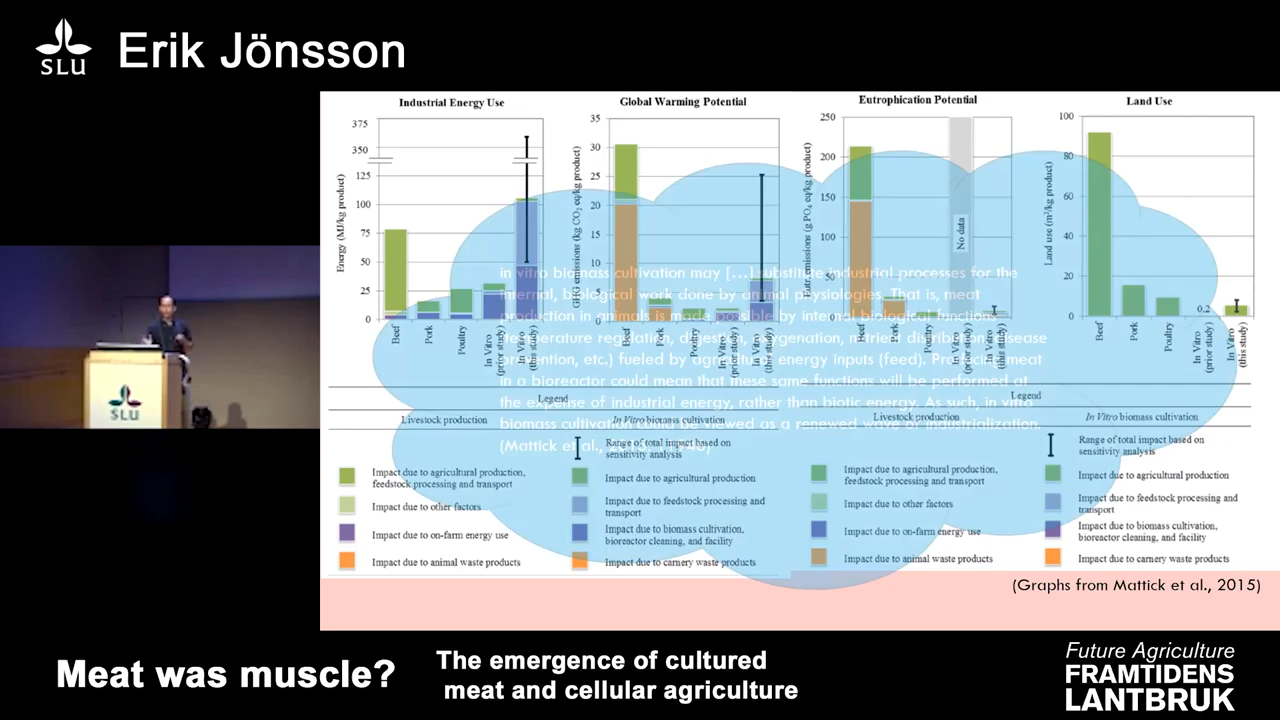 SLU
Erik Jönsson
Industrial Energy Use
375
350
125
100
75
50
25
0
Energy (MJ/kg product)
Beef
Pork
Poultry
In Vitro
(prior study)
In Vitro
(this study)
Global Warming Potential
35
30
25
20
15
10
5
0
GHG emissions (kg CO2 eq/kg product)
Beef
Pork
Poultry
In Vitro
(prior study)
In Vitro
(this study)
Eutrophication Potential
250
200
150
100
50
0
Eutr. emissions (g PO4 eq/kg product)
No data
Beef
Pork
Poultry
In Vitro
(prior study)
In Vitro
(this study)
Land Use
100
80
60
40
20
0
Land use (m²/kg product)
0.2
Beef
Pork
Poultry
In Vitro
(prior study)
In Vitro
(this study)
in vitro biomass cultivation may […] substitute industrial processes for the
internal, biological work done by animal physiologies. That is, meat
production in animals is made possible by internal biological functions
(temperature regulation, digestion, oxygenation, nutrient distribution, disease
prevention, etc.) fueled by agricultural energy inputs (feed). Producing meat
in a bioreactor could mean that these same functions will be performed at
the expense of industrial energy, rather than biotic energy. As such, in vitro
biomass cultivation could be viewed as a renewed wave of industrialization.
(Mattick et al.,
Legend
Livestock production
In Vitro biomass cultivation
Range of total impact based on
sensitivity analysis
Impact due to agricultural production,
feedstock processing and transport
Impact due to other factors
Impact due to on-farm energy use
Impact due to animal waste products
Impact due to agricultural production
Impact due to feedstock processing and
transport
Impact due to biomass cultivation,
bioreactor cleaning, and facility
Impact due to carnery waste products
Legend
Livestock production
In Vitro biomass cultivation
Range of total impact based on
sensitivity analysis
Impact due to agricultural production,
feedstock processing and transport
Impact due to other factors
Impact due to on-farm energy use
Impact due to animal waste products
Impact due to agricultural production
Impact due to feedstock processing and
transport
Impact due to biomass cultivation,
bioreactor cleaning, and facility
Impact due to carnery waste products
(Graphs from Mattick et al., 2015)
SLU
Meat was muscle?
The emergence of cultured
meat and cellular agriculture
Future Agriculture
FRAMTIDENS
LANTBRUK